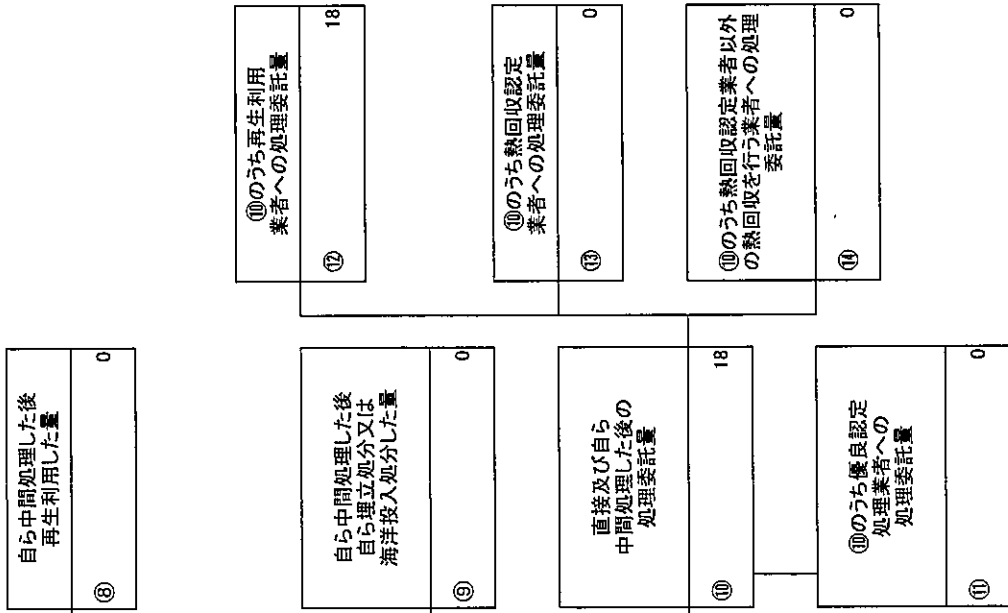 自ら中間処理した後
再生利用した量
⑧ 0
自ら中間処理した後
自ら埋立処分又は
海洋投入処分した量
⑨ 0
直接及び自ら
中間処理した後の
処理委託量
⑩ 18
⑩のうち優良認定
処理業者への
処理委託量
⑪ 0
⑩のうち再生利用
業者への処理委託量
⑫ 18
⑩のうち熱回収認定
業者への処理委託量
⑬ 0
⑩のうち熱回収認定業者以外
の熱回収を行う業者への処理
委託量
⑭ 0